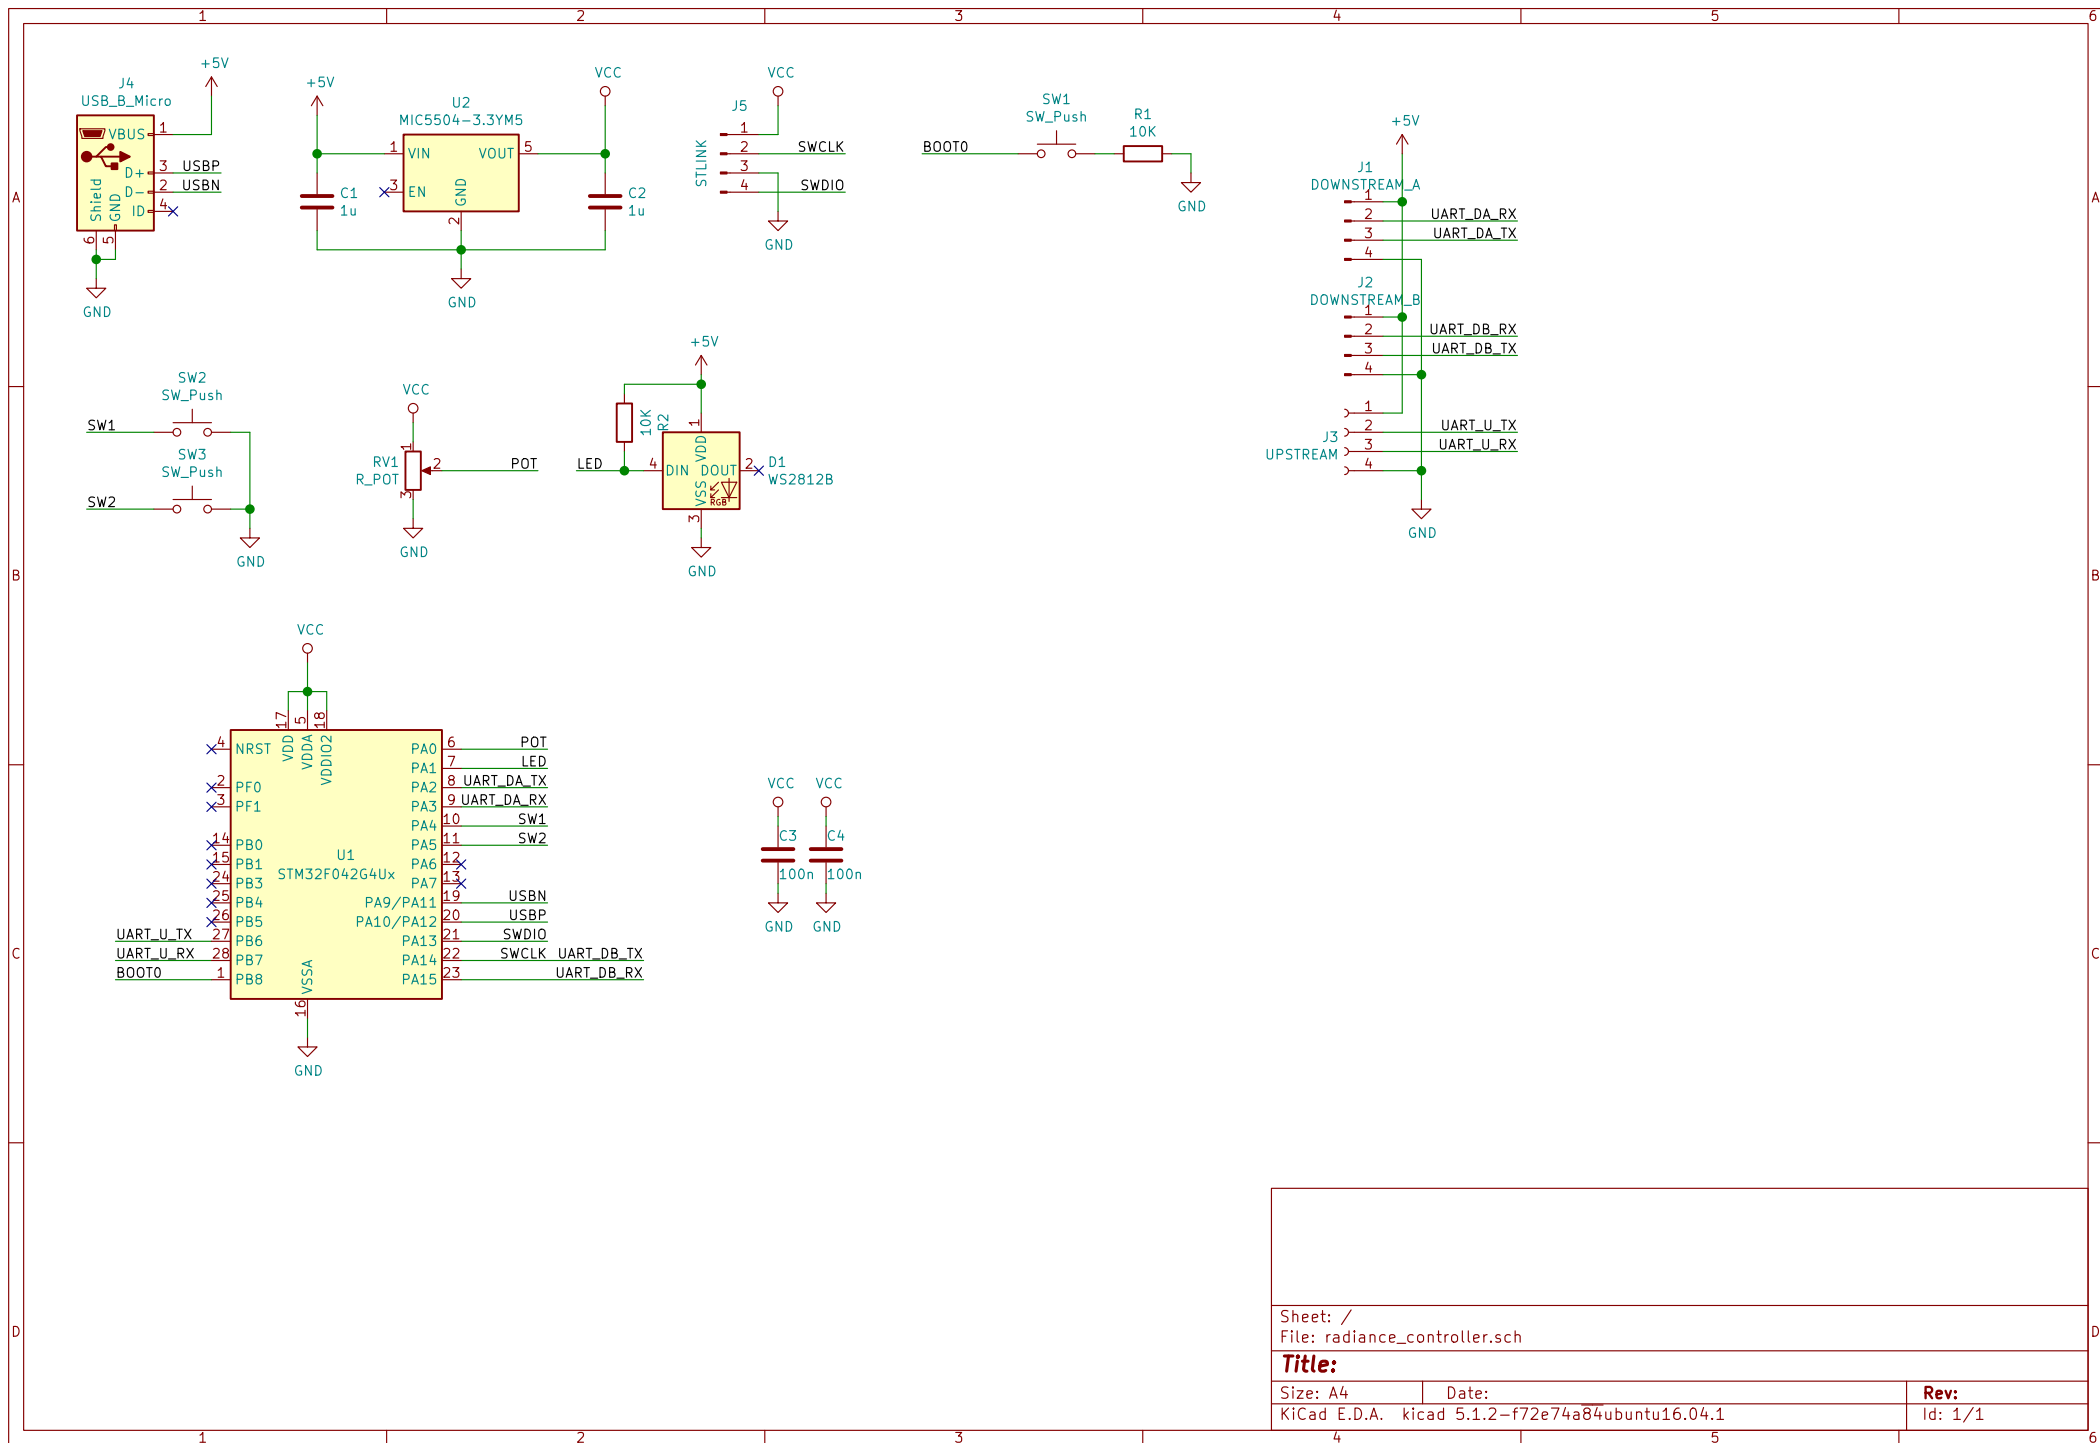 1 2 3 4 5 6
A
B
C
D
+5V
J4
USB_B_Micro
VBUS 1
D+ 3 USBP
D- 2 USBN
ID 4
Shield GND
6 5
GND
+5V
U2
MIC5504-3.3YM5
VCC
1 VIN VOUT 5
3 EN GND
2
C1
1u
C2
1u
GND
VCC
J5
STLINK
1
2 SWCLK
3
4 SWDIO
GND
SW1
SW_Push
R1
10K
BOOT0
GND
+5V
J1
DOWNSTREAM_A
1
2 UART_DA_RX
3 UART_DA_TX
4
J2
DOWNSTREAM_B
1
2 UART_DB_RX
3 UART_DB_TX
4
J3
UPSTREAM
1
2 UART_U_TX
3 UART_U_RX
4
GND
SW2
SW_Push
SW1
SW3
SW_Push
SW2
GND
VCC
RV1
R_POT
1
2 POT
3
GND
+5V
10K
R2
LED
1
VDD
4 DIN DOUT 2
VSS
RGB
3
D1
WS2812B
GND
VCC
17 5 18
VDD VDDA VDDIO2
4 NRST
2 PF0
3 PF1
14 PB0
15 PB1
24 PB3
25 PB4
26 PB5
UART_U_TX 27 PB6
UART_U_RX 28 PB7
BOOT0 1 PB8
U1
STM32F042G4Ux
PA0 6 POT
PA1 7 LED
PA2 8 UART_DA_TX
PA3 9 UART_DA_RX
PA4 10 SW1
PA5 11 SW2
PA6 12
PA7 13
PA9/PA11 19 USBN
PA10/PA12 20 USBP
PA13 21 SWDIO
PA14 22 SWCLK UART_DB_TX
PA15 23 UART_DB_RX
VSSA
16
GND
VCC VCC
C3 C4
100n 100n
GND GND
Sheet: /
File: radiance_controller.sch
Title:
Size: A4 Date: Rev:
KiCad E.D.A. kicad 5.1.2-f72e74a84ubuntu16.04.1 Id: 1/1
A
B
C
D
1 2 3 4 5 6